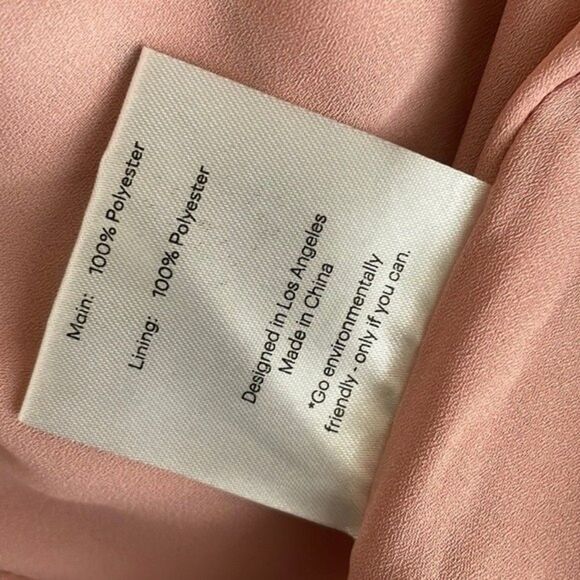 Main: 100% Polyester
Lining: 100% Polyester
Designed in Los Angeles
Made in China
*Go environmentally
friendly - only if you can.